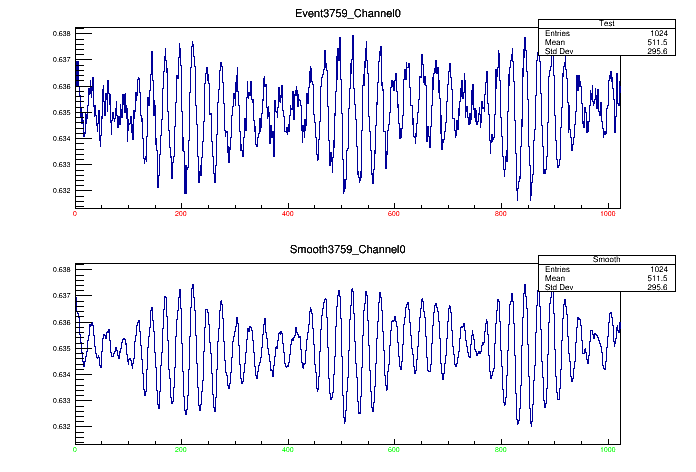 Event3759_Channel0
Test
Entries 1024
Mean 511.5
Std Dev 295.6
0.638
0.637
0.636
0.635
0.634
0.633
0.632
0 200 400 600 800 1000
Smooth3759_Channel0
Smooth
Entries 1024
Mean 511.5
Std Dev 295.6
0.638
0.637
0.636
0.635
0.634
0.633
0.632
0 200 400 600 800 1000